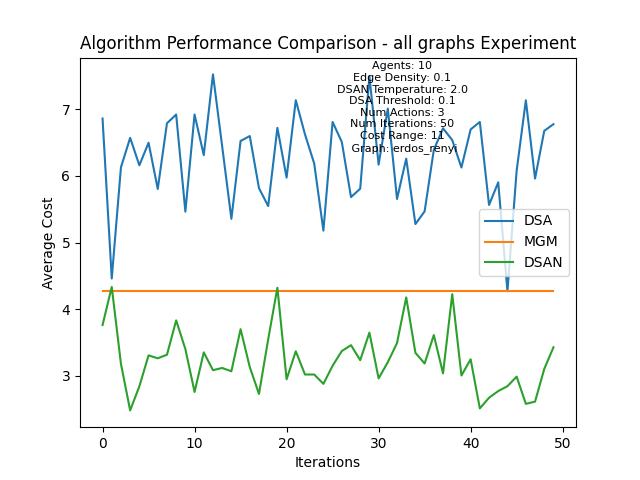 Algorithm Performance Comparison - all graphs Experiment
Agents: 10
Edge Density: 0.1
DSAN Temperature: 2.0
DSA Threshold: 0.1
Num Actions: 3
Num Iterations: 50
Cost Range: 11
Graph: erdos_renyi
7
6
5
4
3
Average Cost
DSA
MGM
DSAN
0
10
20
30
40
50
Iterations